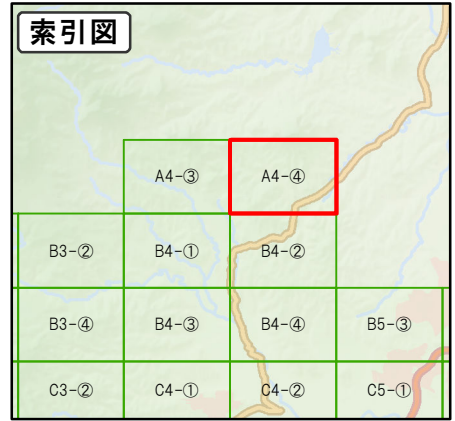 索引図
A4-③ A4-④
B3-② B4-① B4-②
B3-④ B4-③ B4-④ B5-③
C3-② C4-① C4-② C5-①